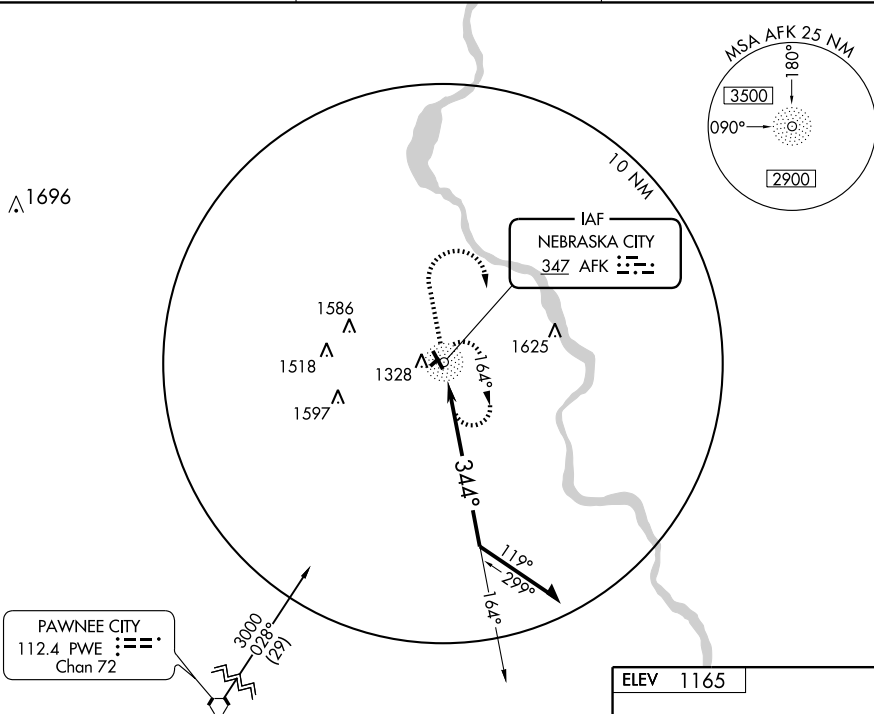 MSA AFK 25 NM
180°
3500
090°
2900
10 NM
1696
IAF
NEBRASKA CITY
347 AFK
1586
1518
1597
1328
1625
164°
344°
119°
299°
164°
3000
028°
(29)
PAWNEE CITY
112.4 PWE
Chan 72
ELEV 1165